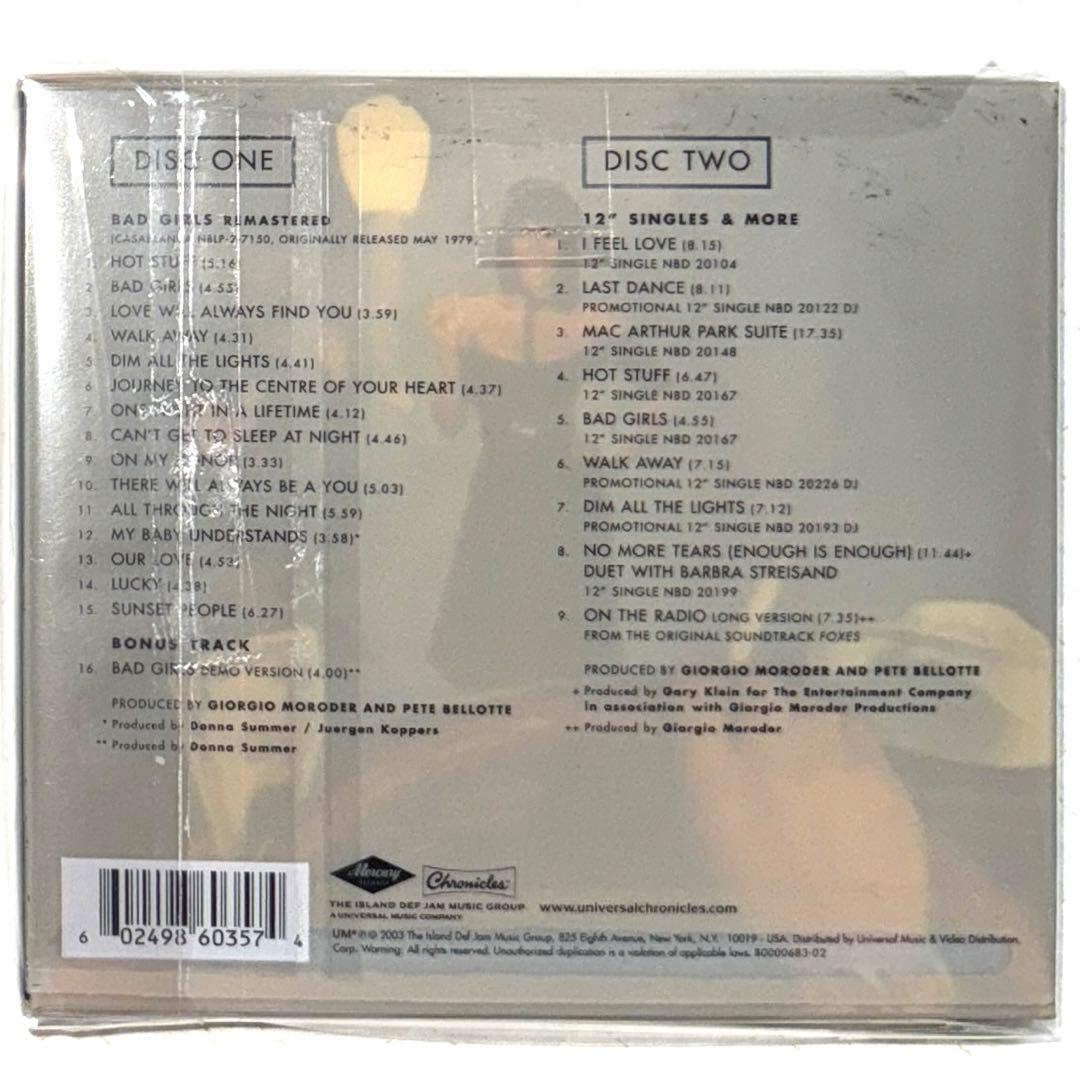 DISC ONE
BAD GIRLS REMASTERED
(CASABLANCA NBLP-2-7150, ORIGINALLY RELEASED MAY 1979)
1. HOT STUFF (5.16)
2. BAD GIRLS (4.55)
3. LOVE WILL ALWAYS FIND YOU (3.59)
4. WALK AWAY (4.31)
5. DIM ALL THE LIGHTS (4.41)
6. JOURNEY TO THE CENTRE OF YOUR HEART (4.37)
7. ONE NIGHT IN A LIFETIME (4.12)
8. CAN'T GET TO SLEEP AT NIGHT (4.46)
9. ON MY HONOR (3.33)
10. THERE WILL ALWAYS BE A YOU (5.03)
11. ALL THROUGH THE NIGHT (5.59)
12. MY BABY UNDERSTANDS (3.58)*
13. OUR LOVE (4.53)
14. LUCKY (4.38)
15. SUNSET PEOPLE (6.27)
BONUS TRACK
16. BAD GIRLS DEMO VERSION (4.00)**
PRODUCED BY GIORGIO MORODER AND PETE BELLOTTE
* Produced by Donna Summer / Juergen Koppers
** Produced by Donna Summer
DISC TWO
12" SINGLES & MORE
1. I FEEL LOVE (8.15)
12" SINGLE NBD 20104
2. LAST DANCE (8.11)
PROMOTIONAL 12" SINGLE NBD 20122 DJ
3. MAC ARTHUR PARK SUITE (17.35)
12" SINGLE NBD 20148
4. HOT STUFF (6.47)
12" SINGLE NBD 20167
5. BAD GIRLS (4.55)
12" SINGLE NBD 20167
6. WALK AWAY (7.15)
PROMOTIONAL 12" SINGLE NBD 20226 DJ
7. DIM ALL THE LIGHTS (7.12)
PROMOTIONAL 12" SINGLE NBD 20193 DJ
8. NO MORE TEARS (ENOUGH IS ENOUGH) (11.44)+
DUET WITH BARBRA STREISAND
12" SINGLE NBD 20199
9. ON THE RADIO LONG VERSION (7.35)++
FROM THE ORIGINAL SOUNDTRACK FOXES
PRODUCED BY GIORGIO MORODER AND PETE BELLOTTE
+ Produced by Gary Klein for The Entertainment Company
in association with Giorgio Moroder Productions
++ Produced by Giorgio Moroder
6 02498 60357 4
Mercury
RECORDS
Chronicles
THE ISLAND DEF JAM MUSIC GROUP www.universalchronicles.com
A UNIVERSAL MUSIC COMPANY
UM® ℗ © 2003 The Island Def Jam Music Group, 825 Eighth Avenue, New York, N.Y. 10019 - USA. Distributed by Universal Music & Video Distribution,
Corp. Warning: All rights reserved. Unauthorized duplication is a violation of applicable laws. B0000683-02